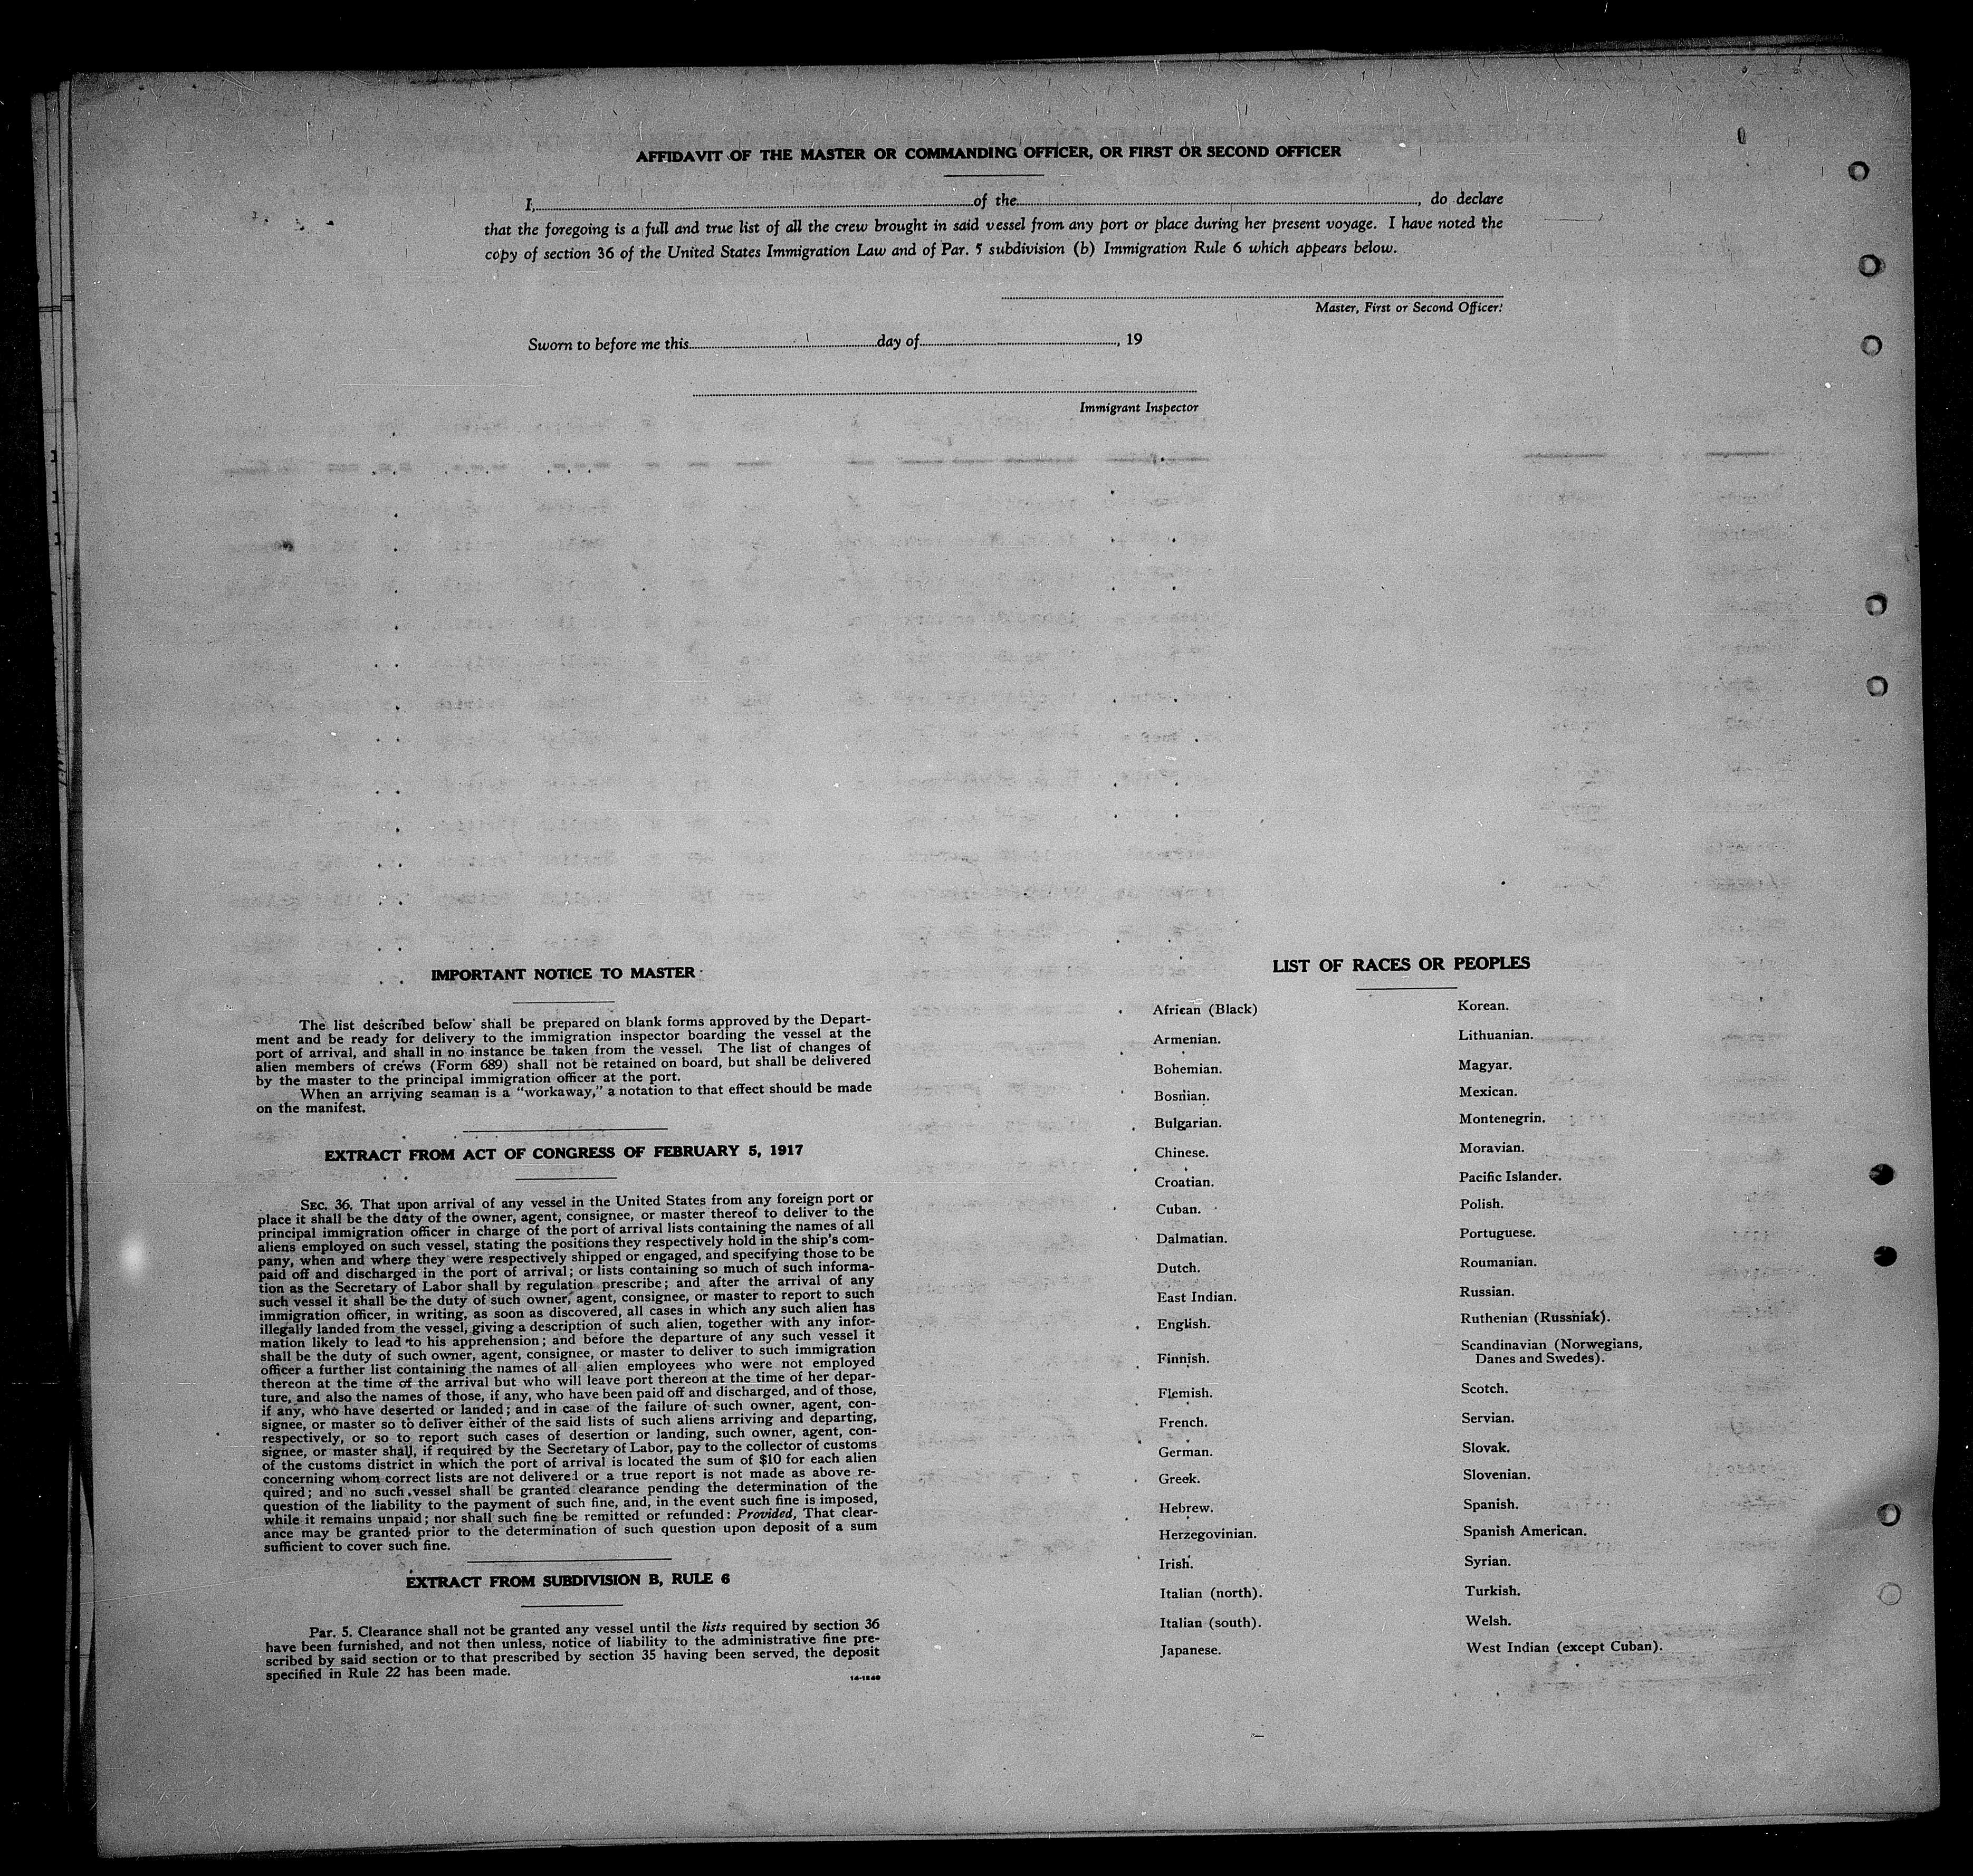 AFFIDAVIT OF THE MASTER OR COMMANDING OFFICER, OR FIRST OR SECOND OFFICER
I, of the , do declare
that the foregoing is a full and true list of all the crew brought in said vessel from any port or place during her present voyage. I have noted the
copy of section 36 of the United States Immigration Law and of Par. 5 subdivision (b) Immigration Rule 6 which appears below.
Master, First or Second Officer.
Sworn to before me this day of , 19
Immigrant Inspector
IMPORTANT NOTICE TO MASTER
The list described below shall be prepared on blank forms approved by the Depart-
ment and be ready for delivery to the immigration inspector boarding the vessel at the
port of arrival, and shall in no instance be taken from the vessel. The list of changes of
alien members of crews (Form 689) shall not be retained on board, but shall be delivered
by the master to the principal immigration officer at the port.
When an arriving seaman is a "workaway," a notation to that effect should be made
on the manifest.
EXTRACT FROM ACT OF CONGRESS OF FEBRUARY 5, 1917
SEC. 36. That upon arrival of any vessel in the United States from any foreign port or
place it shall be the duty of the owner, agent, consignee, or master thereof to deliver to the
principal immigration officer in charge of the port of arrival lists containing the names of all
aliens employed on such vessel, stating the positions they respectively hold in the ship's com-
pany, when and where they were respectively shipped or engaged, and specifying those to be
paid off and discharged in the port of arrival; or lists containing so much of such informa-
tion as the Secretary of Labor shall by regulation prescribe; and after the arrival of any
such vessel it shall be the duty of such owner, agent, consignee, or master to report to such
immigration officer, in writing, as soon as discovered, all cases in which any such alien has
illegally landed from the vessel, giving a description of such alien, together with any infor-
mation likely to lead to his apprehension; and before the departure of any such vessel it
shall be the duty of such owner, agent, consignee, or master to deliver to such immigration
officer a further list containing the names of all alien employees who were not employed
thereon at the time of the arrival but who will leave port thereon at the time of her depar-
ture, and also the names of those, if any, who have been paid off and discharged, and of those,
if any, who have deserted or landed; and in case of the failure of such owner, agent, con-
signee, or master so to deliver either of the said lists of such aliens arriving and departing,
respectively, or so to report such cases of desertion or landing, such owner, agent, con-
signee, or master shall, if required by the Secretary of Labor, pay to the collector of customs
of the customs district in which the port of arrival is located the sum of $10 for each alien
concerning whom correct lists are not delivered or a true report is not made as above re-
quired; and no such vessel shall be granted clearance pending the determination of the
question of the liability to the payment of such fine, and, in the event such fine is imposed,
while it remains unpaid; nor shall such fine be remitted or refunded: Provided, That clear-
ance may be granted prior to the determination of such question upon deposit of a sum
sufficient to cover such fine.
EXTRACT FROM SUBDIVISION B, RULE 6
Par. 5. Clearance shall not be granted any vessel until the lists required by section 36
have been furnished, and not then unless, notice of liability to the administrative fine pre-
scribed by said section or to that prescribed by section 35 having been served, the deposit
specified in Rule 22 has been made.
14-1240
LIST OF RACES OR PEOPLES
African (Black)
Armenian.
Bohemian.
Bosnian.
Bulgarian.
Chinese.
Croatian.
Cuban.
Dalmatian.
Dutch.
East Indian.
English.
Finnish.
Flemish.
French.
German.
Greek.
Hebrew.
Herzegovinian.
Irish.
Italian (north).
Italian (south).
Japanese.
Korean.
Lithuanian.
Magyar.
Mexican.
Montenegrin.
Moravian.
Pacific Islander.
Polish.
Portuguese.
Roumanian.
Russian.
Ruthenian (Russniak).
Scandinavian (Norwegians,
Danes and Swedes).
Scotch.
Servian.
Slovak.
Slovenian.
Spanish.
Spanish American.
Syrian.
Turkish.
Welsh.
West Indian (except Cuban).